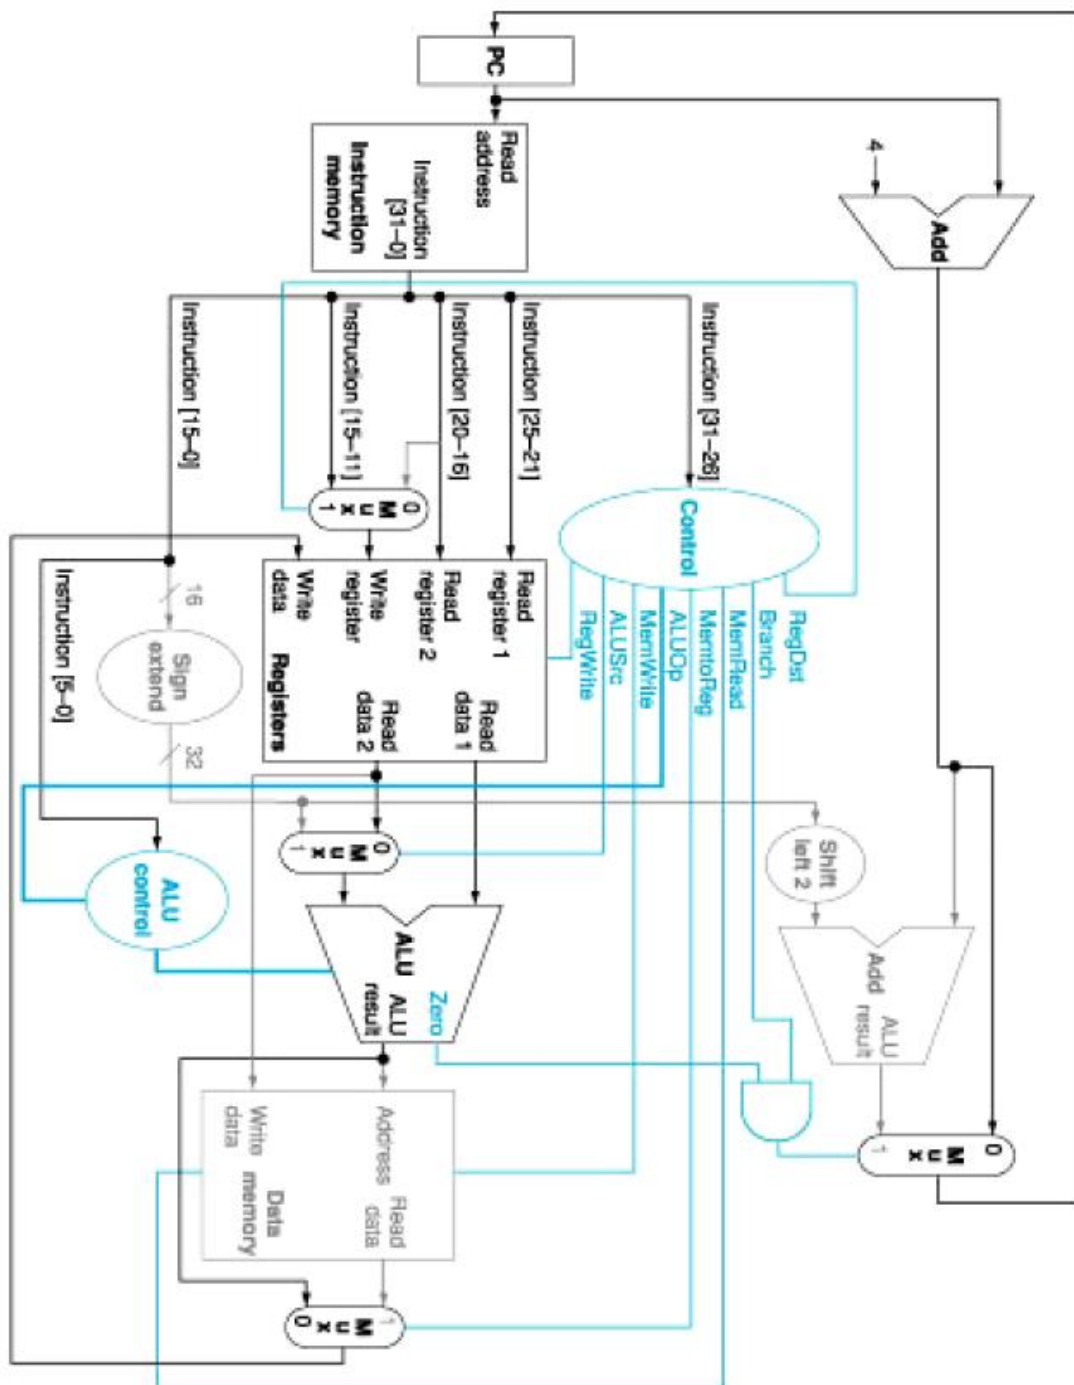 PC
Read
address
Instruction
[31–0]
Instruction
memory
4
Add
Instruction [31–26]
Instruction [25–21]
Instruction [20–16]
Instruction [15–11]
Instruction [15–0]
Instruction [5–0]
Control
RegDst
Branch
MemRead
MemtoReg
ALUOp
MemWrite
ALUSrc
RegWrite
0
M
u
x
1
Read
register 1
Read
register 2
Write
register
Write
data
Read
data 1
Read
data 2
Registers
16
Sign
extend
32
0
M
u
x
1
ALU
control
Shift
left 2
Zero
ALU
ALU
result
Add
ALU
result
0
M
u
x
1
Address
Read
data
Write
data
Data
memory
1
M
u
x
0